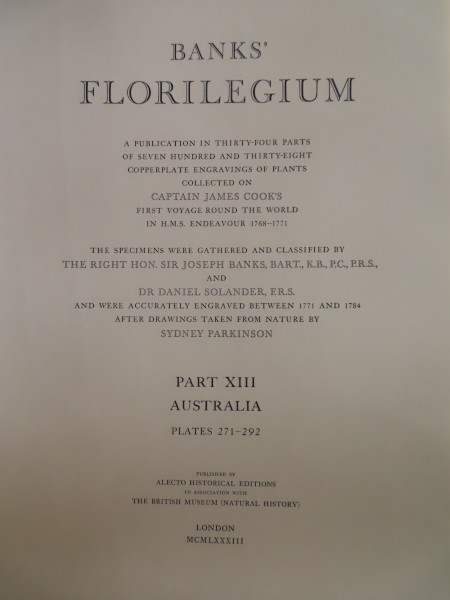 BANKS'
FLORILEGIUM
A PUBLICATION IN THIRTY-FOUR PARTS
OF SEVEN HUNDRED AND THIRTY-EIGHT
COPPERPLATE ENGRAVINGS OF PLANTS
COLLECTED ON
CAPTAIN JAMES COOK'S
FIRST VOYAGE ROUND THE WORLD
IN H.M.S. ENDEAVOUR 1768–1771
THE SPECIMENS WERE GATHERED AND CLASSIFIED BY
THE RIGHT HON. SIR JOSEPH BANKS, BART., K.B., P.C., P.R.S.,
AND
DR DANIEL SOLANDER, F.R.S.
AND WERE ACCURATELY ENGRAVED BETWEEN 1771 AND 1784
AFTER DRAWINGS TAKEN FROM NATURE BY
SYDNEY PARKINSON
PART XIII
AUSTRALIA
PLATES 271–292
PUBLISHED BY
ALECTO HISTORICAL EDITIONS
IN ASSOCIATION WITH
THE BRITISH MUSEUM (NATURAL HISTORY)
LONDON
MCMLXXXIII